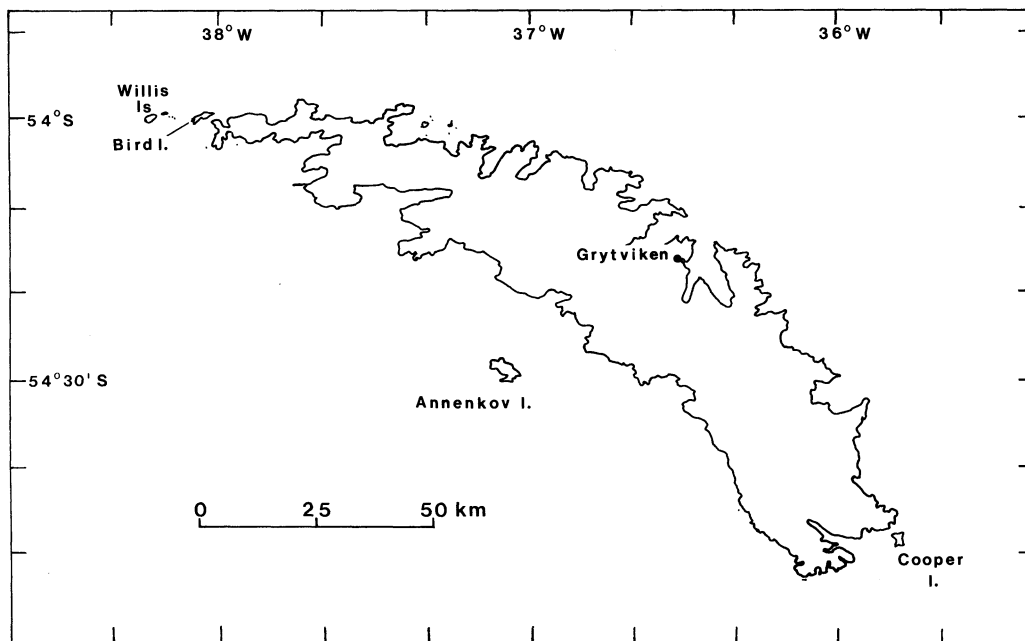 38°W
37°W
36°W
Willis
Is
54°S
Bird I.
Grytviken
54°30'S
Annenkov I.
0 25 50 km
Cooper
I.